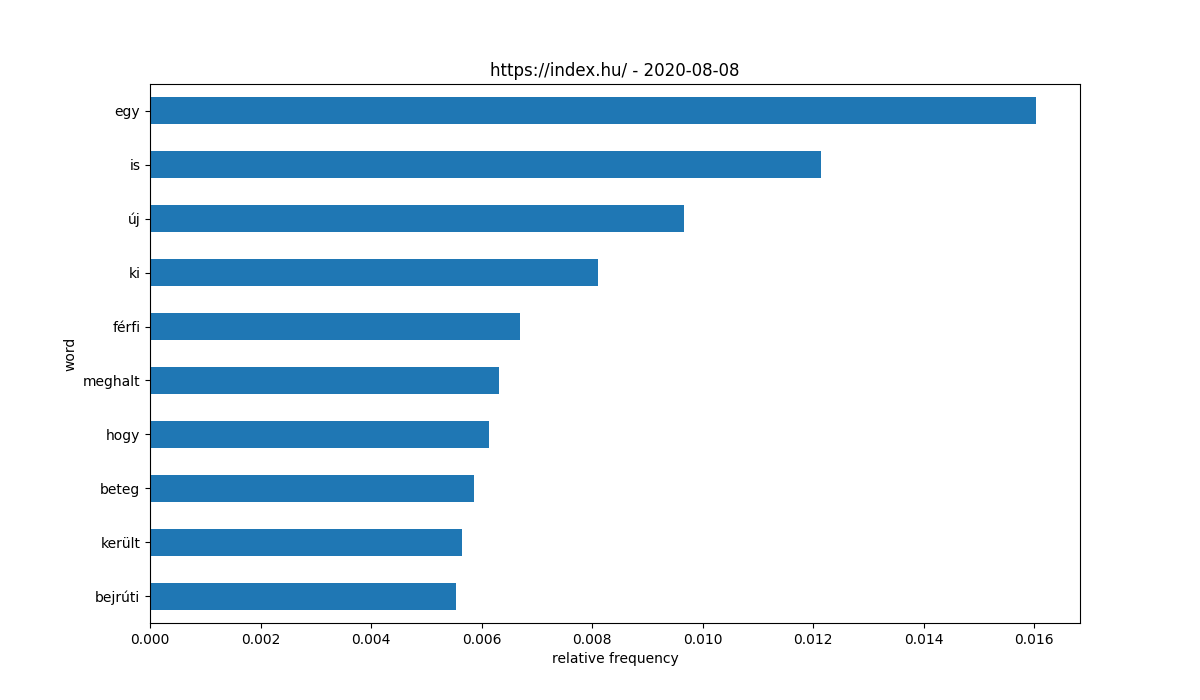 https://index.hu/ - 2020-08-08
egy
is
új
ki
férfi
meghalt
hogy
beteg
került
bejrúti
word
0.000 0.002 0.004 0.006 0.008 0.010 0.012 0.014 0.016
relative frequency